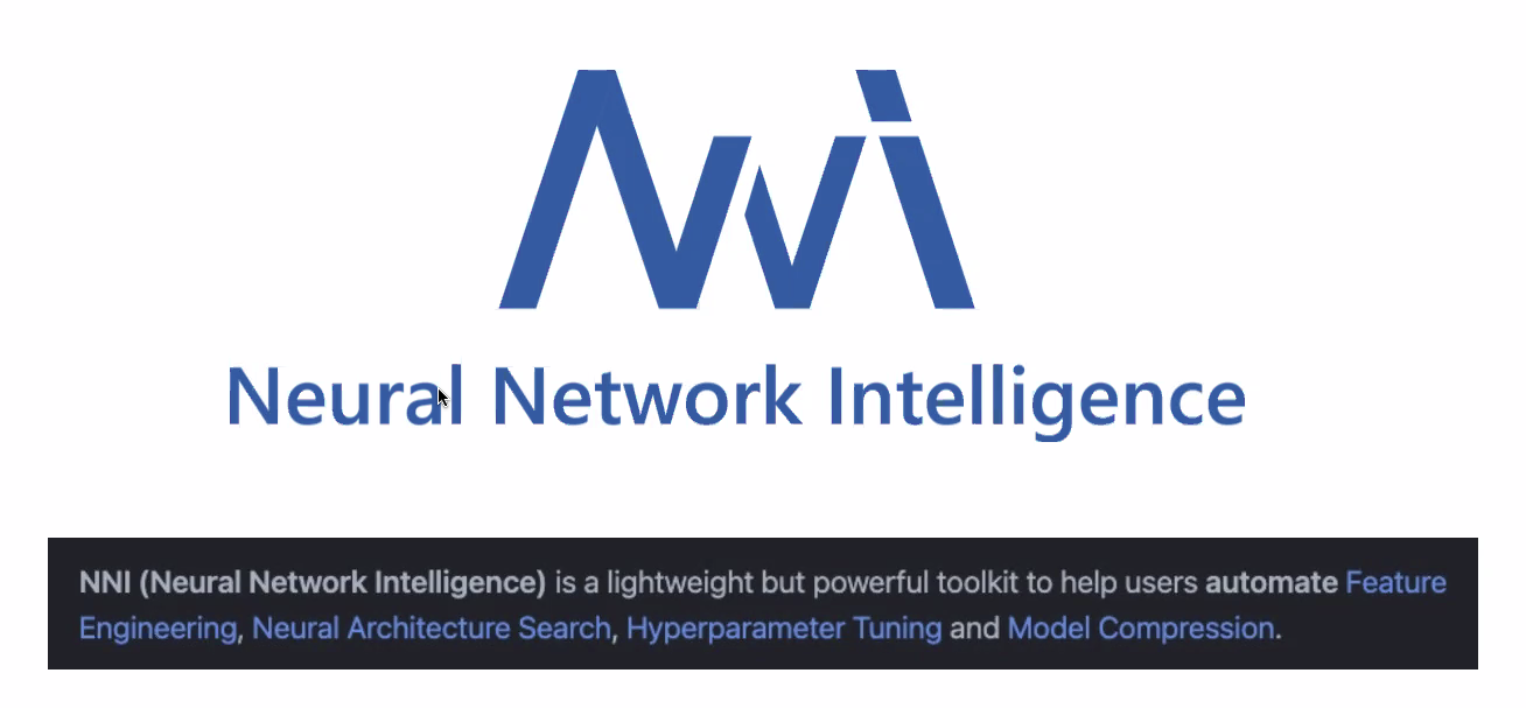 NNi
Neural Network Intelligence
NNI (Neural Network Intelligence) is a lightweight but powerful toolkit to help users automate Feature
Engineering, Neural Architecture Search, Hyperparameter Tuning and Model Compression.